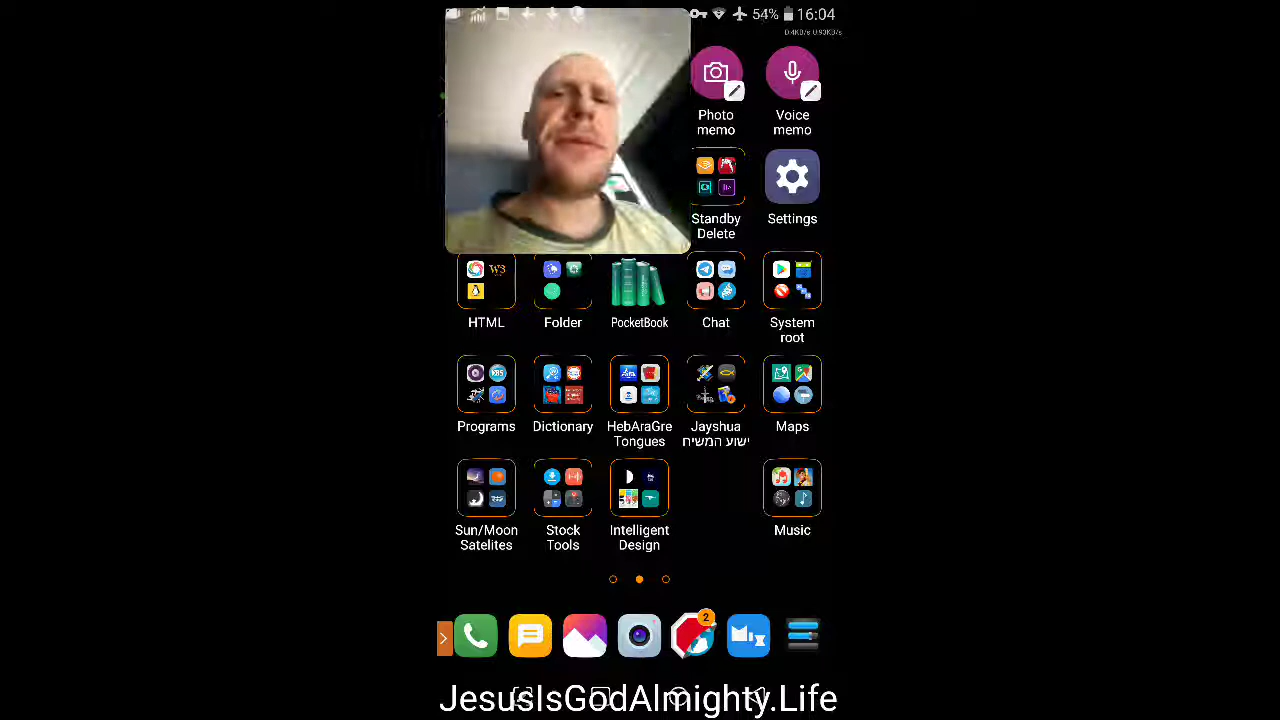 54% 16:04
Photo memo
Voice memo
Standby Delete
Settings
W3
HTML
Folder
PocketBook
Chat
System root
Programs
Dictionary
HebAraGre Tongues
Jayshua ישוע המשיח
Maps
Sun/Moon Satelites
Stock Tools
Intelligent Design
Music
2
JesusIsGodAlmighty.Life